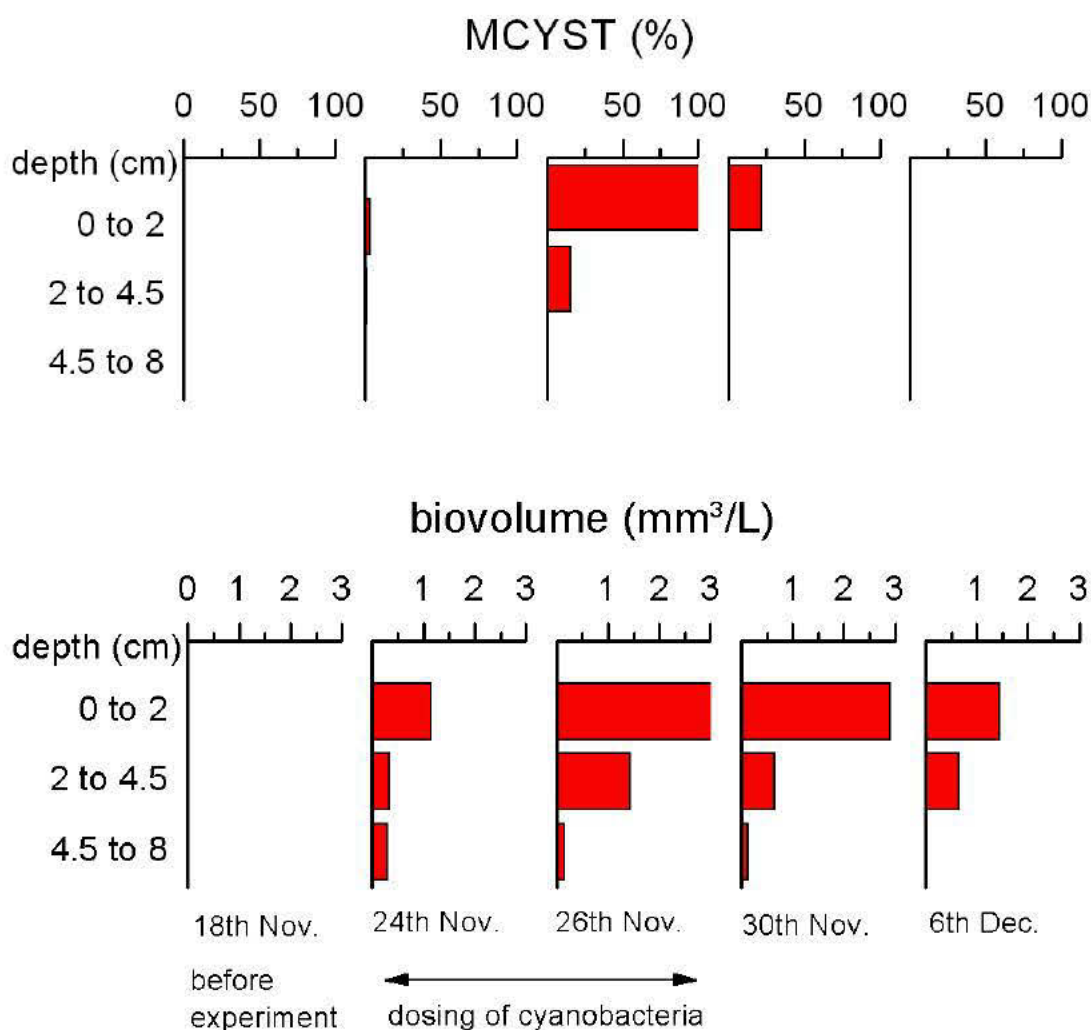 MCYST (%)
0 50 100 50 100 50 100 50 100 50 100
depth (cm)
0 to 2
2 to 4.5
4.5 to 8
biovolume (mm³/L)
0 1 2 3 1 2 3 1 2 3 1 2 3 1 2 3
depth (cm)
0 to 2
2 to 4.5
4.5 to 8
18th Nov. 24th Nov. 26th Nov. 30th Nov. 6th Dec.
before
experiment dosing of cyanobacteria